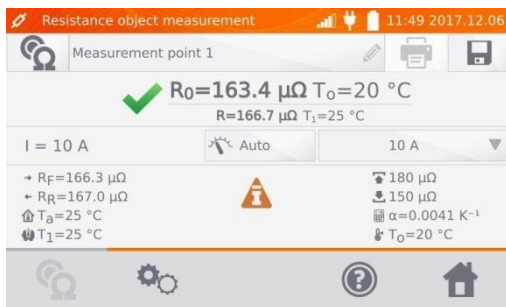 Resistance object measurement 11:49 2017.12.06
Measurement point 1
R0=163.4 µΩ To=20 °C
R=166.7 µΩ T1=25 °C
I = 10 A Auto 10 A
RF=166.3 µΩ 180 µΩ
RR=167.0 µΩ 150 µΩ
Ta=25 °C α=0.0041 K⁻¹
T1=25 °C To=20 °C